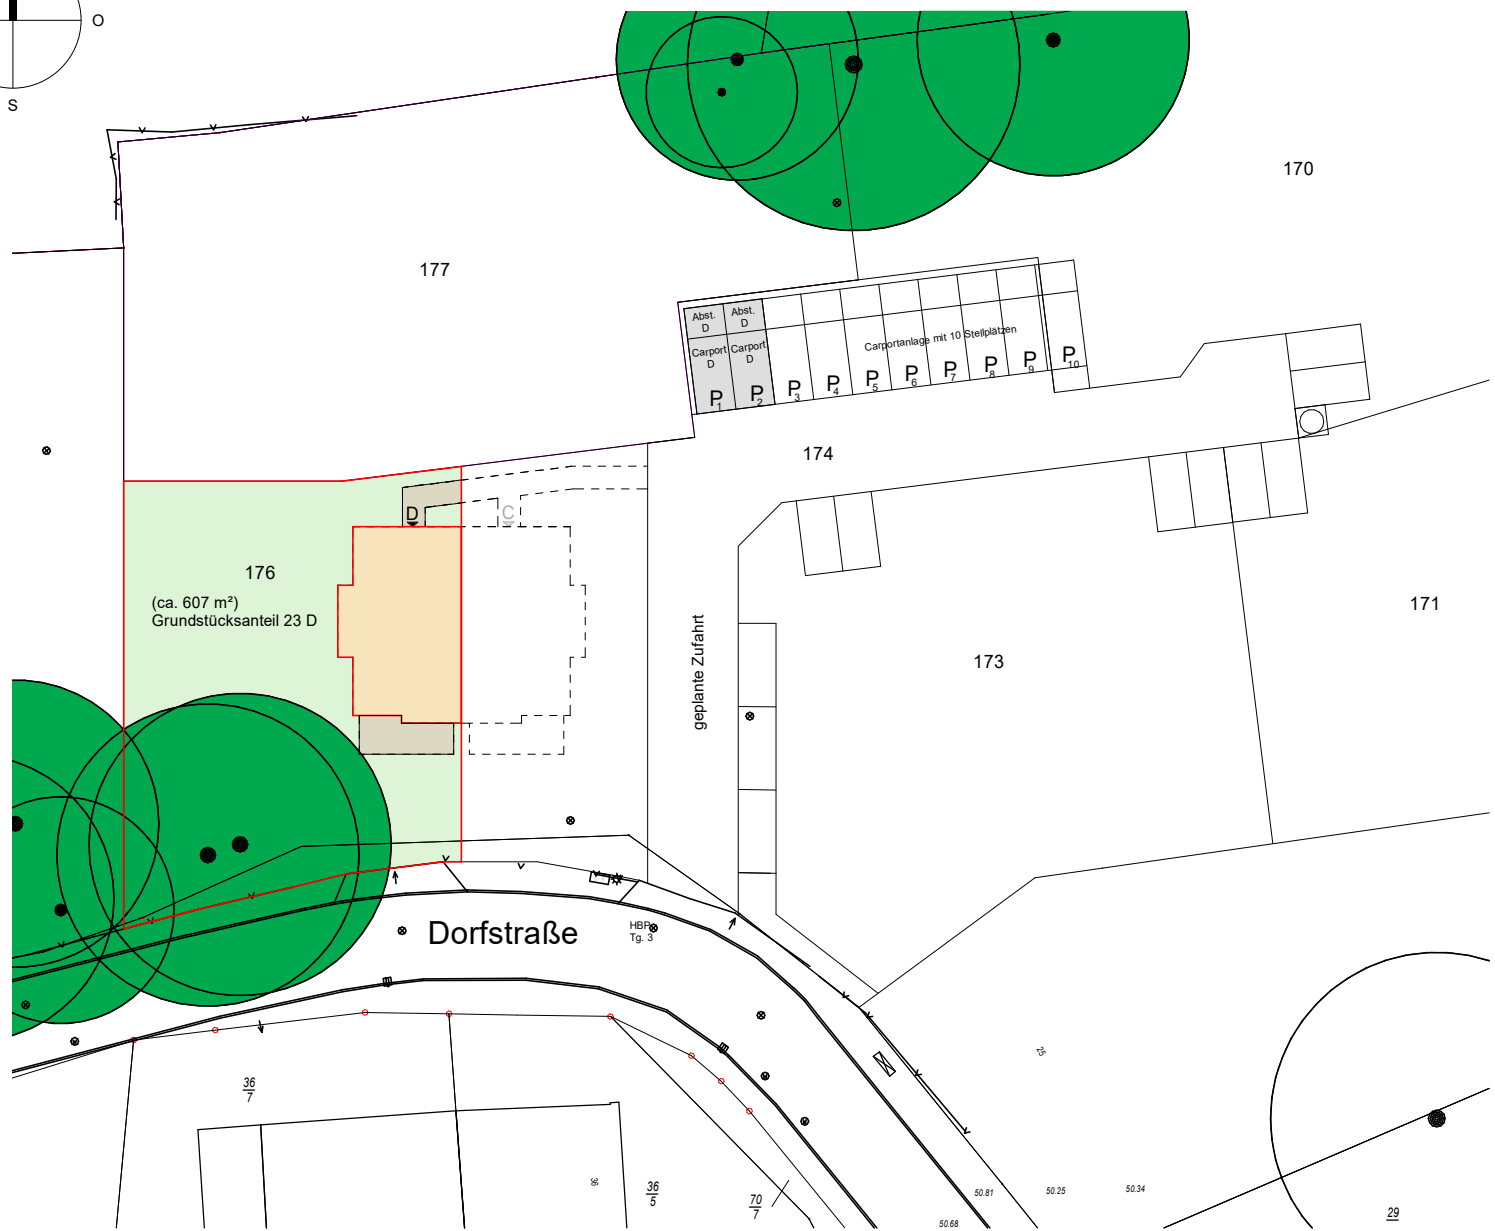 O
S
170
177
Abst.
D
Abst.
D
Carport
D
Carport
D
Carportanlage mit 10 Stellplätzen
P1
P2
P3
P4
P5
P6
P7
P8
P9
P10
174
D
C
176
(ca. 607 m²)
Grundstücksanteil 23 D
geplante Zufahrt
173
171
Dorfstraße
HBP
Tg. 3
25
36
7
36
36
5
70
7
50.81
50.25
50.34
50.68
29